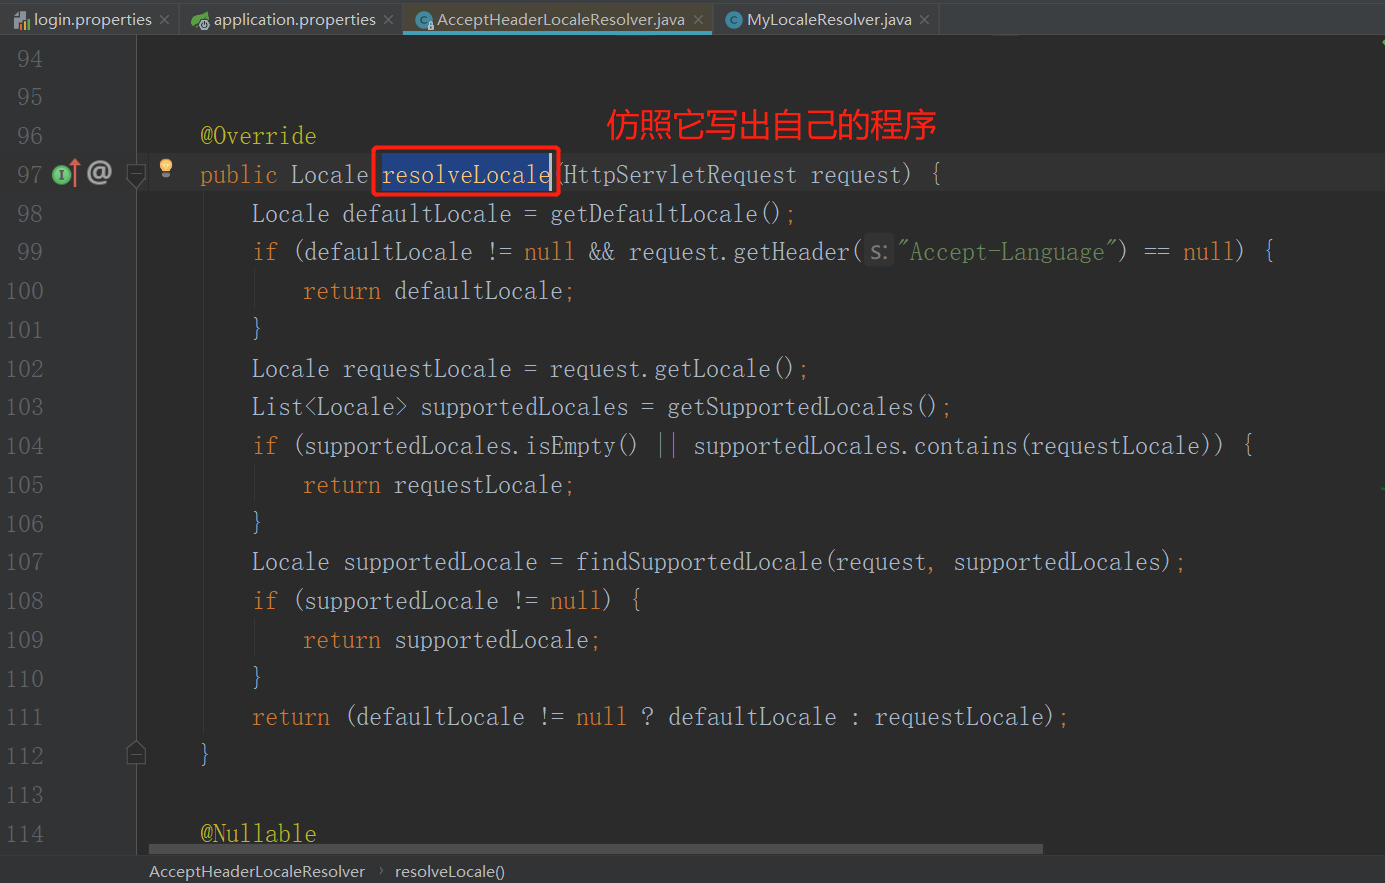 login.properties × application.properties × AcceptHeaderLocaleResolver.java × MyLocaleResolver.java ×
94
95
仿照它写出自己的程序
96 @Override
97 public Locale resolveLocale(HttpServletRequest request) {
98 Locale defaultLocale = getDefaultLocale();
99 if (defaultLocale != null && request.getHeader( s: "Accept-Language") == null) {
100 return defaultLocale;
101 }
102 Locale requestLocale = request.getLocale();
103 List<Locale> supportedLocales = getSupportedLocales();
104 if (supportedLocales.isEmpty() || supportedLocales.contains(requestLocale)) {
105 return requestLocale;
106 }
107 Locale supportedLocale = findSupportedLocale(request, supportedLocales);
108 if (supportedLocale != null) {
109 return supportedLocale;
110 }
111 return (defaultLocale != null ? defaultLocale : requestLocale);
112 }
113
114 @Nullable
AcceptHeaderLocaleResolver › resolveLocale()